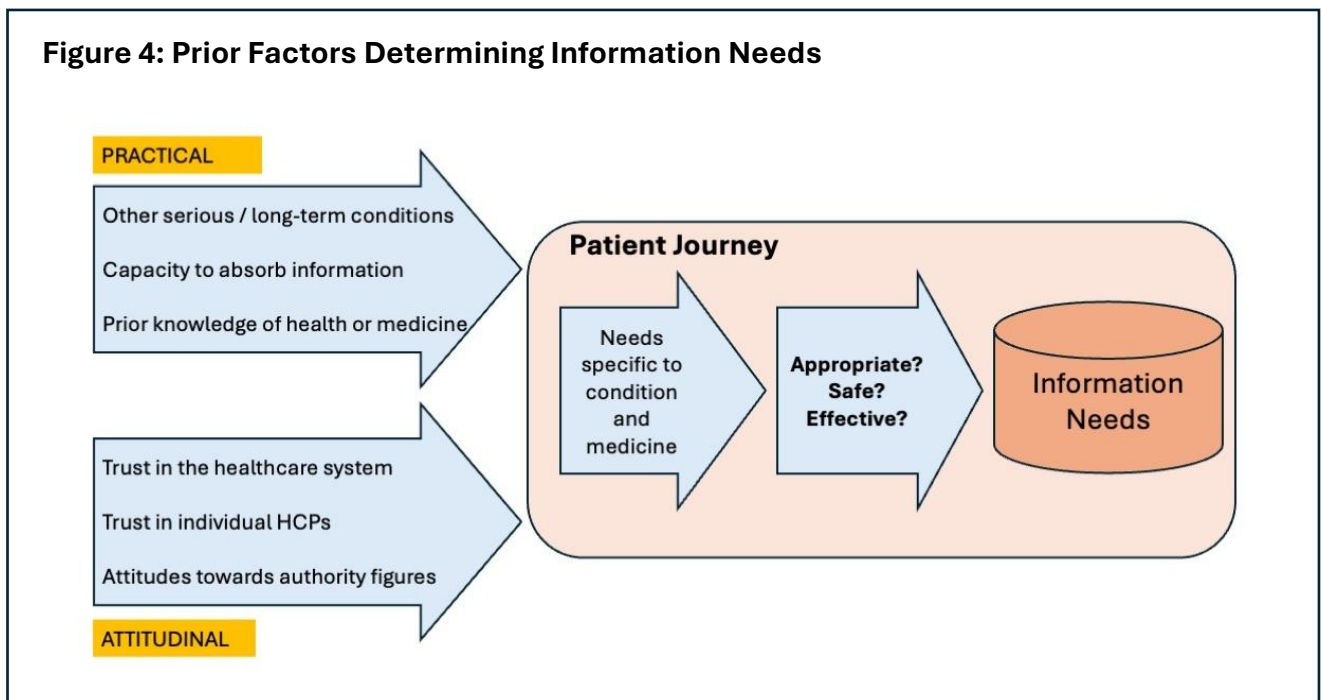 Figure 4: Prior Factors Determining Information Needs
PRACTICAL
Other serious / long-term conditions
Capacity to absorb information
Prior knowledge of health or medicine
Trust in the healthcare system
Trust in individual HCPs
Attitudes towards authority figures
ATTITUDINAL
Patient Journey
Needs
specific to
condition
and
medicine
Appropriate?
Safe?
Effective?
Information
Needs